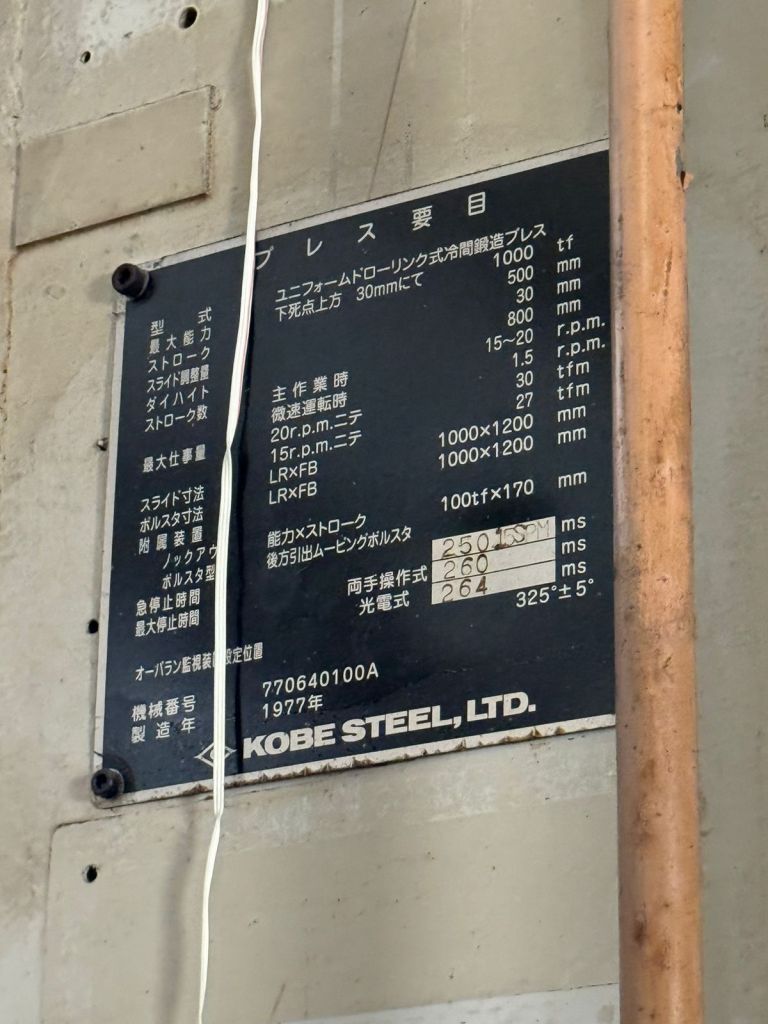 プレス要目
型式 ユニフォームドローリンク式冷間鍛造プレス
最大能力 下死点上方 30mmにて 1000 tf
ストローク 500 mm
スライド調整量 30 mm
ダイハイト 800 mm
ストローク数 主作業時 15~20 r.p.m.
微速運転時 1.5 r.p.m.
最大仕事量 20r.p.m.ニテ 30 tfm
15r.p.m.ニテ 27 tfm
スライド寸法 LR×FB 1000×1200 mm
ボルスタ寸法 LR×FB 1000×1200 mm
附属装置
ノックアウ 能力×ストローク 100tf×170 mm
ボルスタ型 後方引出ムービングボルスタ
急停止時間 250 15SPM ms
最大停止時間 両手操作式 260 ms
光電式 264 ms
オーバラン監視装 設定位置 325°±5°
機械番号 770640100A
製造年 1977年
KOBE STEEL, LTD.